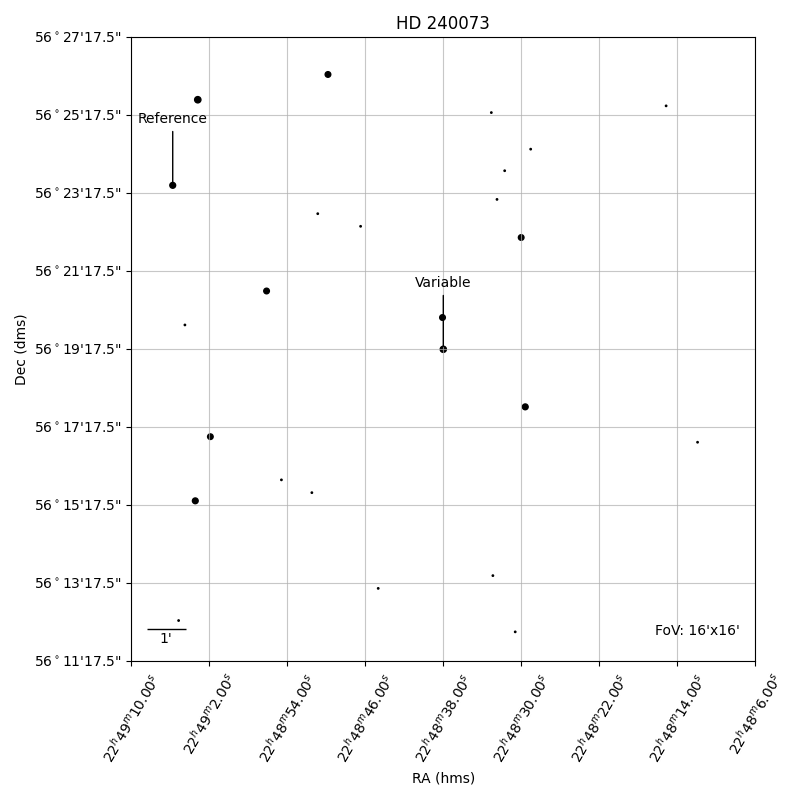 HD 240073
56°27'17.5"
56°25'17.5"
Reference
56°23'17.5"
56°21'17.5"
Variable
56°19'17.5"
Dec (dms)
56°17'17.5"
56°15'17.5"
56°13'17.5"
1'
FoV: 16'x16'
56°11'17.5"
22ʰ49ᵐ10.00ˢ
22ʰ49ᵐ2.00ˢ
22ʰ48ᵐ54.00ˢ
22ʰ48ᵐ46.00ˢ
22ʰ48ᵐ38.00ˢ
22ʰ48ᵐ30.00ˢ
22ʰ48ᵐ22.00ˢ
22ʰ48ᵐ14.00ˢ
22ʰ48ᵐ6.00ˢ
RA (hms)